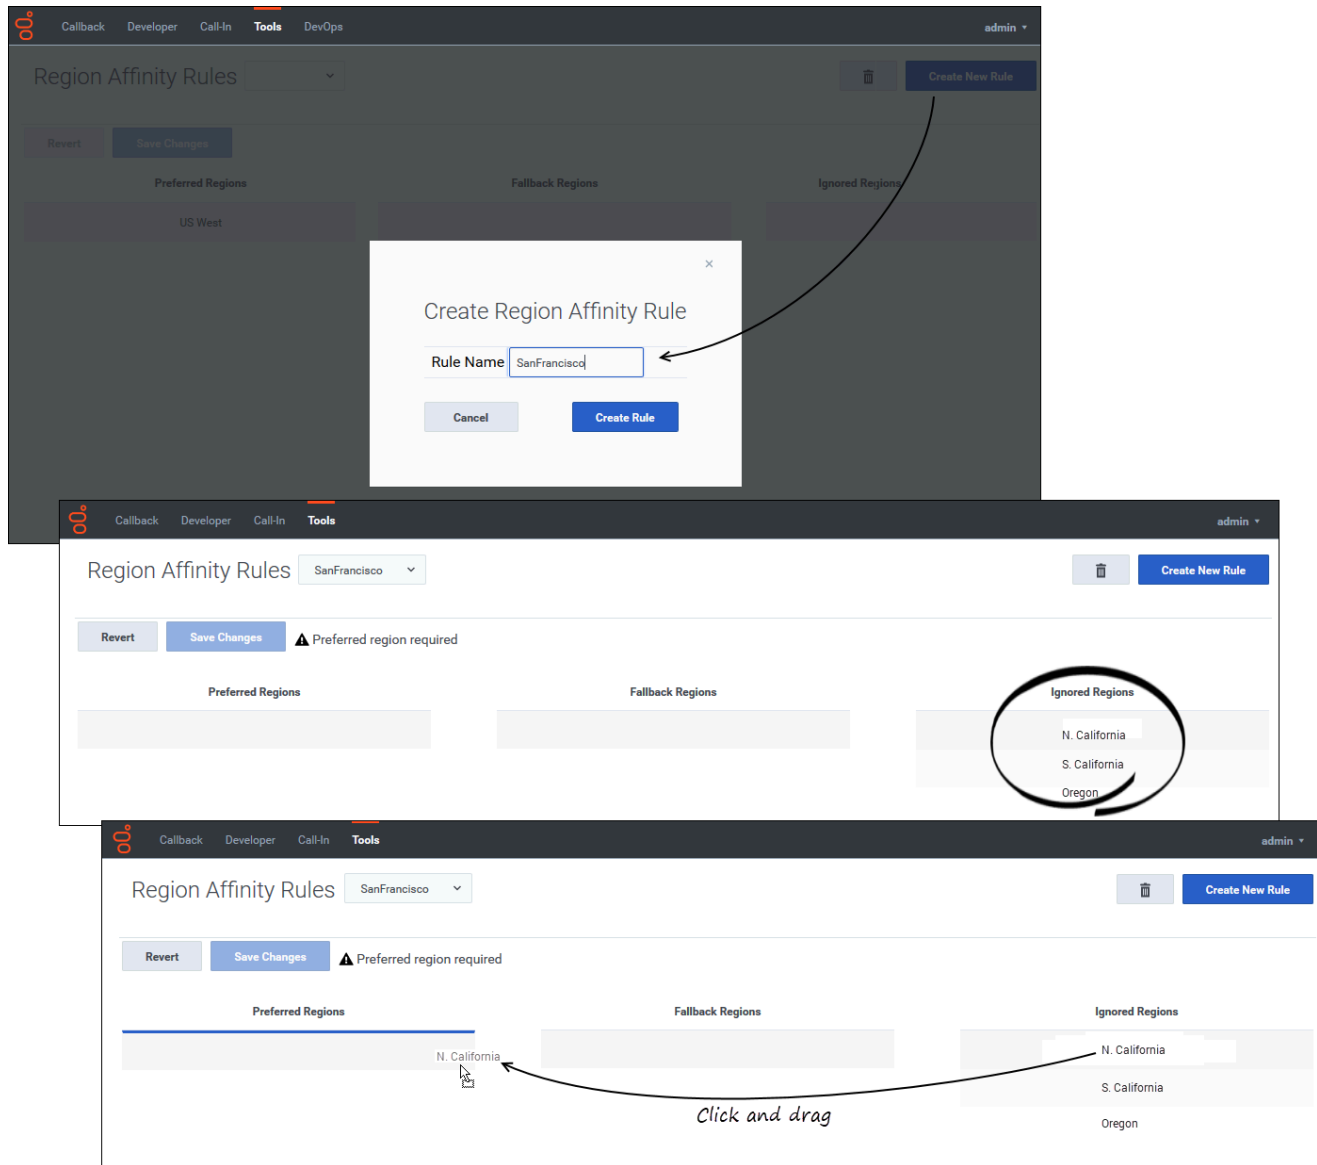 Callback Developer Call-In Tools DevOps admin
Region Affinity Rules Create New Rule
Revert Save Changes
Preferred Regions Fallback Regions Ignored Regions
US West
×
Create Region Affinity Rule
Rule Name SanFrancisco
Cancel Create Rule
Callback Developer Call-In Tools admin
Region Affinity Rules SanFrancisco Create New Rule
Revert Save Changes Preferred region required
Preferred Regions Fallback Regions Ignored Regions
N. California
S. California
Oregon
Callback Developer Call-In Tools admin
Region Affinity Rules SanFrancisco Create New Rule
Revert Save Changes Preferred region required
Preferred Regions Fallback Regions Ignored Regions
N. California N. California
S. California
Click and drag
Oregon